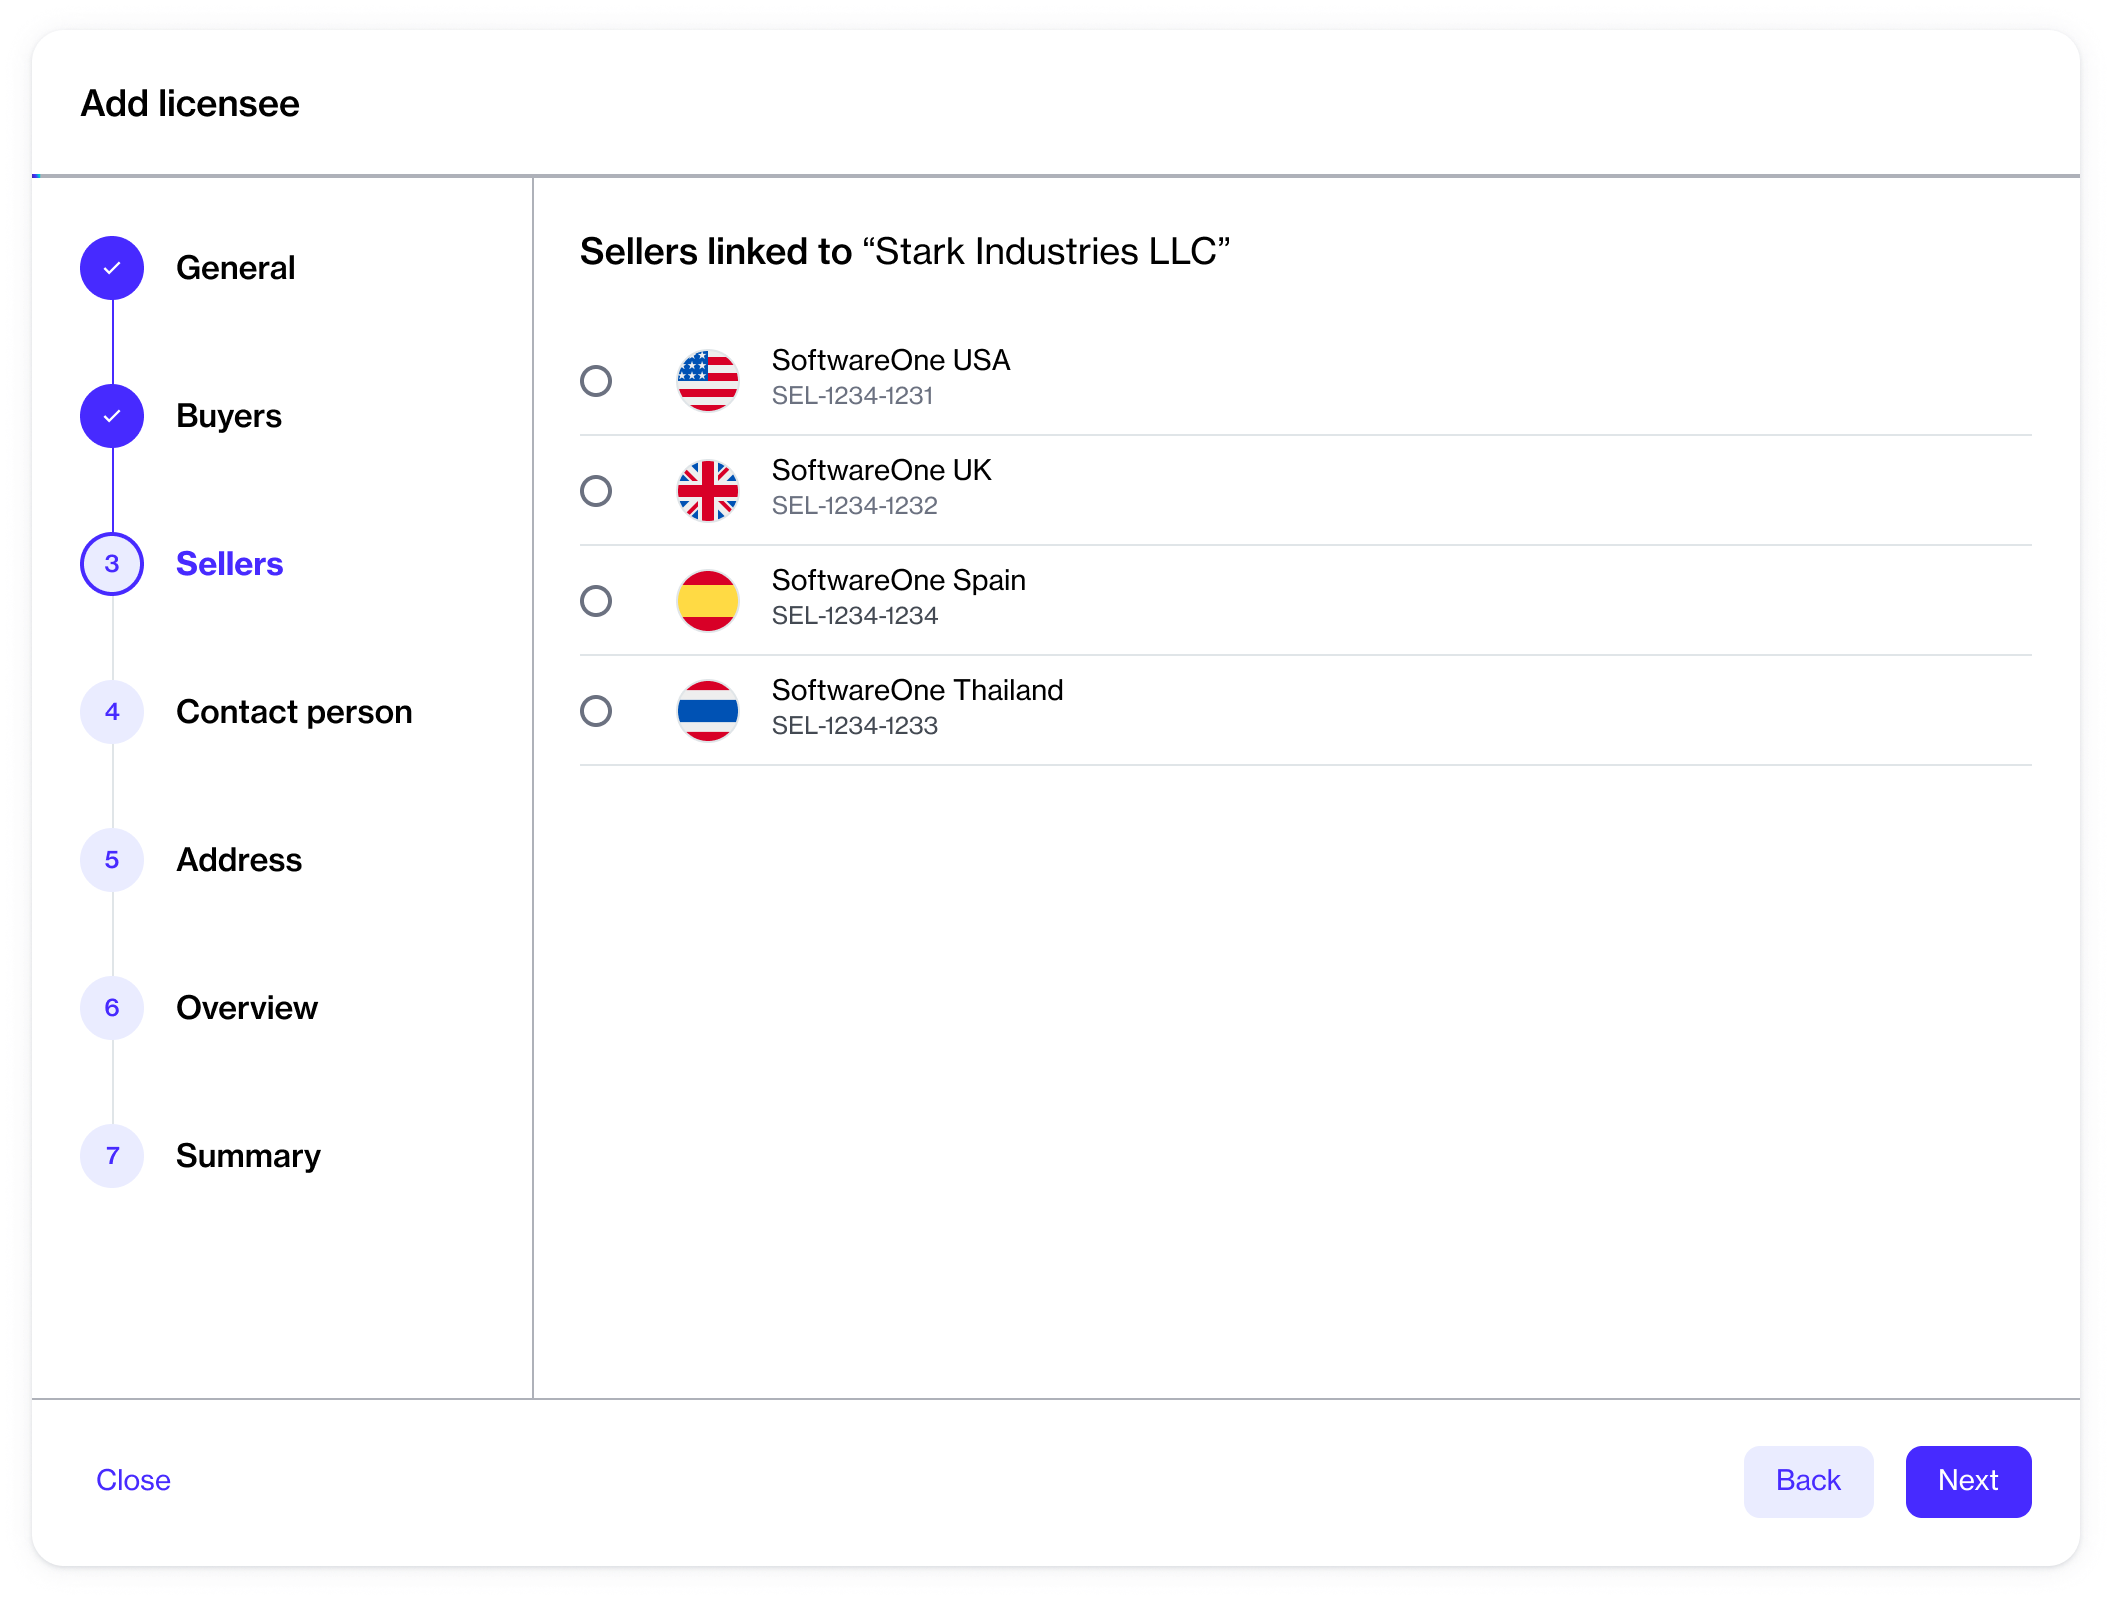 Add licensee
General
Buyers
3 Sellers
4 Contact person
5 Address
6 Overview
7 Summary
Sellers linked to “Stark Industries LLC”
SoftwareOne USA
SEL-1234-1231
SoftwareOne UK
SEL-1234-1232
SoftwareOne Spain
SEL-1234-1234
SoftwareOne Thailand
SEL-1234-1233
Close
Back
Next